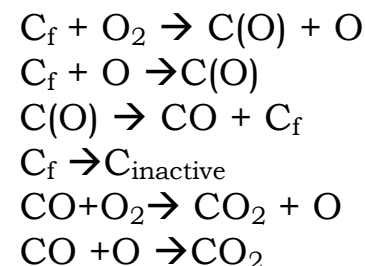 C_f + O_2 → C(O) + O
C_f + O →C(O)
C(O) → CO + C_f
C_f →C_inactive
CO+O_2→ CO_2 + O
CO +O →CO_2